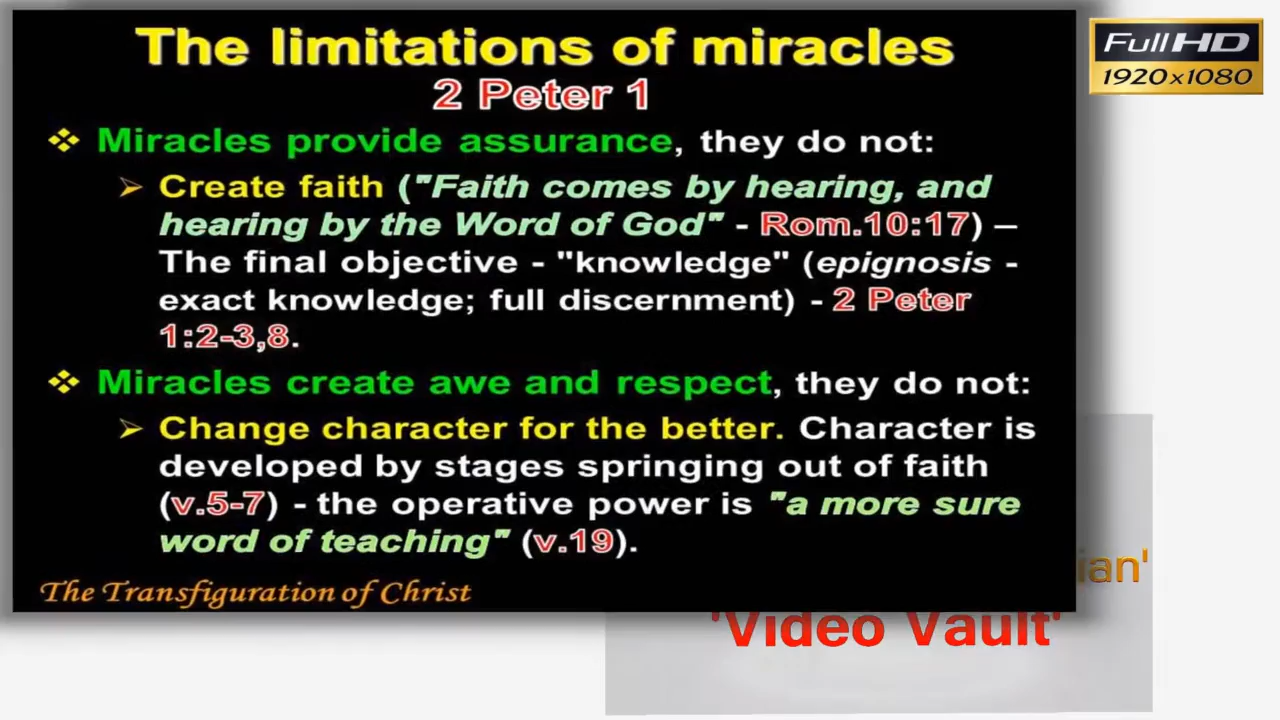 The limitations of miracles
2 Peter 1
❖ Miracles provide assurance, they do not:
➢ Create faith ("Faith comes by hearing, and
hearing by the Word of God" - Rom.10:17) –
The final objective - "knowledge" (epignosis -
exact knowledge; full discernment) - 2 Peter
1:2-3,8.
❖ Miracles create awe and respect, they do not:
➢ Change character for the better. Character is
developed by stages springing out of faith
(v.5-7) - the operative power is "a more sure
word of teaching" (v.19).
The Transfiguration of Christ
Full HD
1920x1080
ian'
'Video Vault'